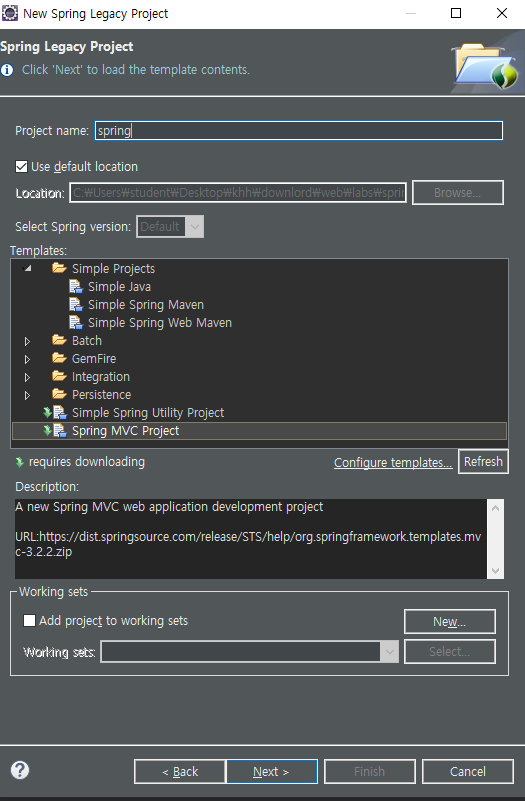 New Spring Legacy Project
Spring Legacy Project
Click 'Next' to load the template contents.
Project name: spring
Use default location
Location: C:₩Users₩student₩Desktop₩khh₩downlord₩web₩labs₩sprin Browse...
Select Spring version: Default
Templates:
Simple Projects
Simple Java
Simple Spring Maven
Simple Spring Web Maven
Batch
GemFire
Integration
Persistence
Simple Spring Utility Project
Spring MVC Project
requires downloading Configure templates... Refresh
Description:
A new Spring MVC web application development project
URL:https://dist.springsource.com/release/STS/help/org.springframework.templates.mv
c-3.2.2.zip
Working sets
Add project to working sets New...
Working sets: Select...
? < Back Next > Finish Cancel